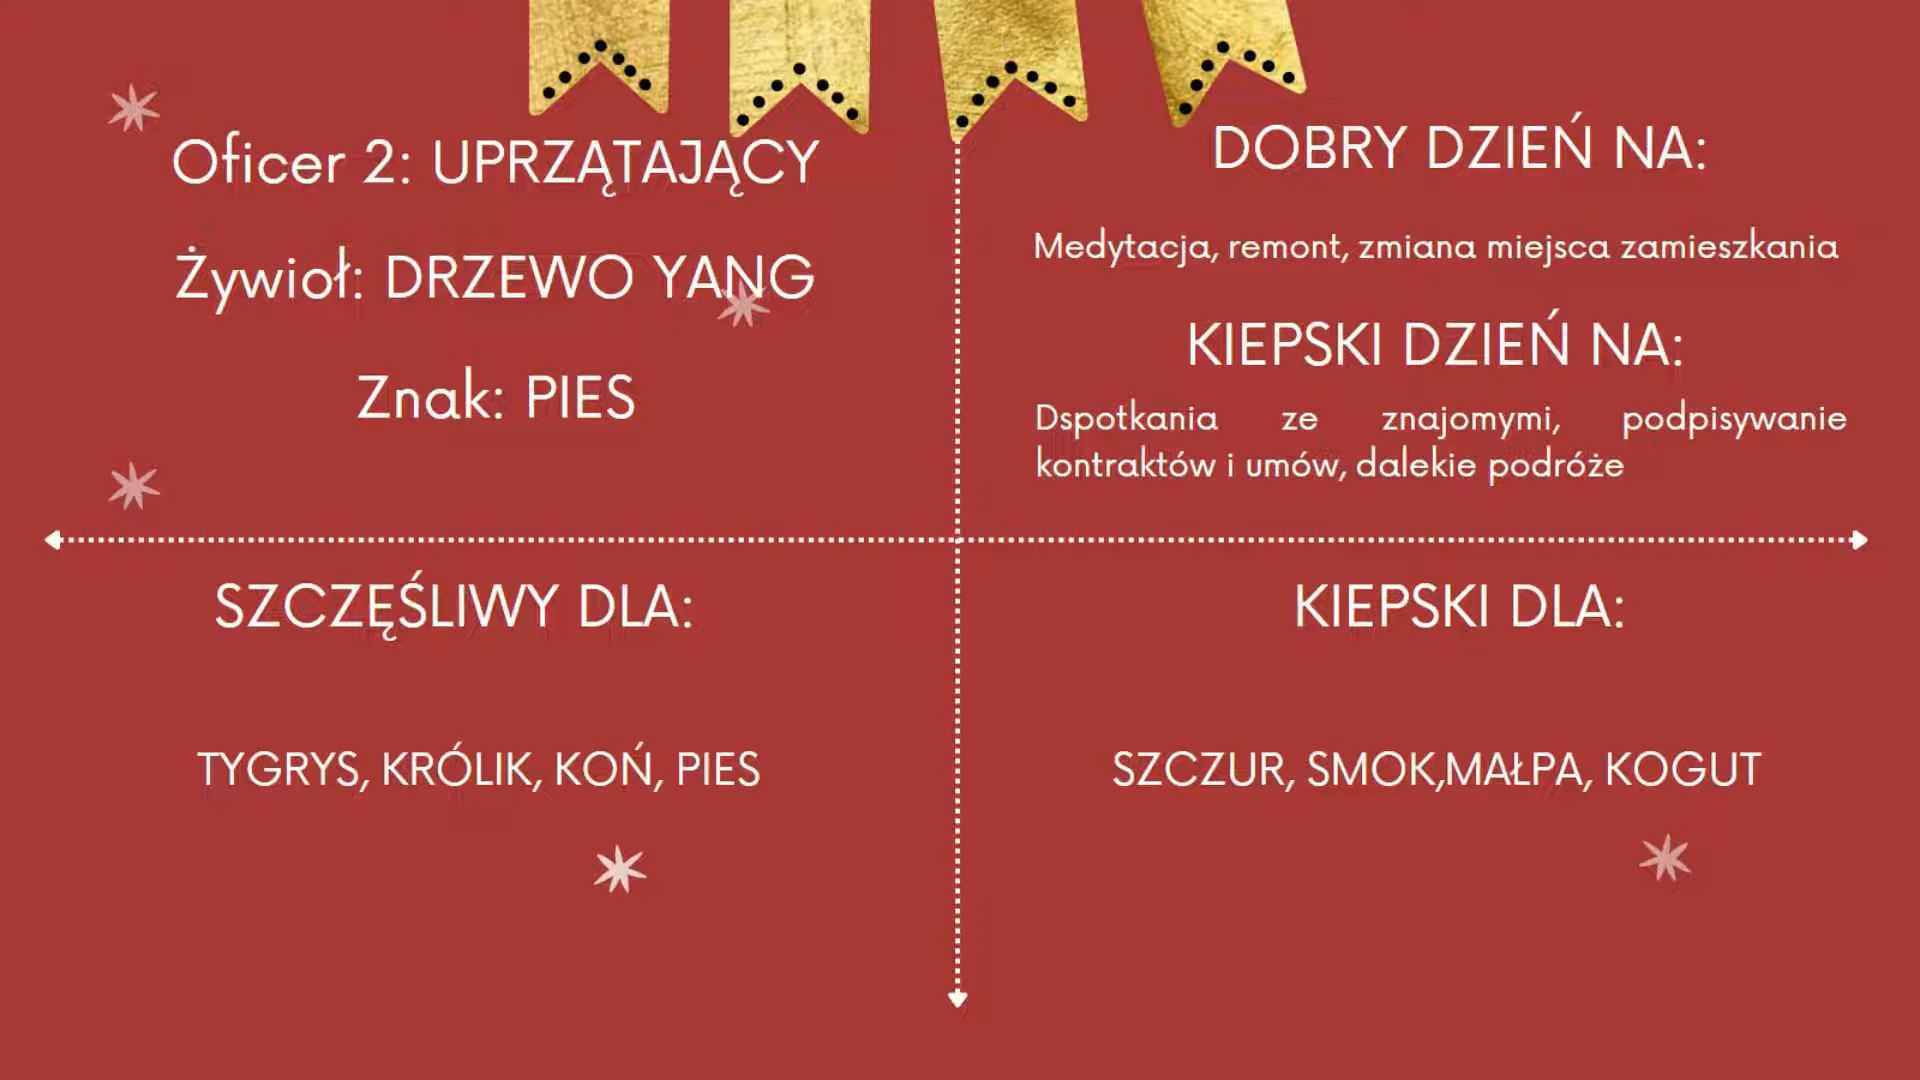 Oficer 2: UPRZĄTAJĄCY
Żywioł: DRZEWO YANG
Znak: PIES
DOBRY DZIEŃ NA:
Medytacja, remont, zmiana miejsca zamieszkania
KIEPSKI DZIEŃ NA:
Dspotkania ze znajomymi, podpisywanie
kontraktów i umów, dalekie podróże
SZCZĘŚLIWY DLA:
TYGRYS, KRÓLIK, KOŃ, PIES
KIEPSKI DLA:
SZCZUR, SMOK,MAŁPA, KOGUT